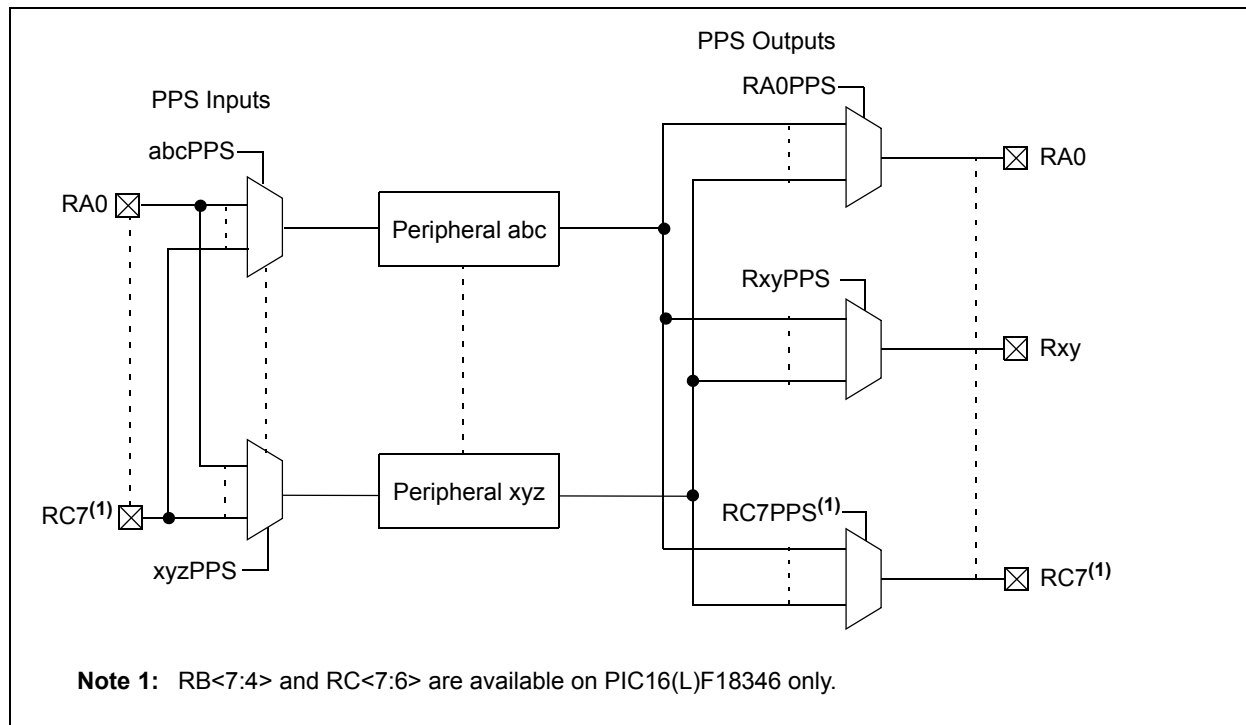 PPS Outputs
RA0PPS
PPS Inputs
abcPPS
RA0
RA0
Peripheral abc
RxyPPS
Rxy
Peripheral xyz
RC7(1)
RC7PPS(1)
xyzPPS
RC7(1)
Note 1: RB<7:4> and RC<7:6> are available on PIC16(L)F18346 only.